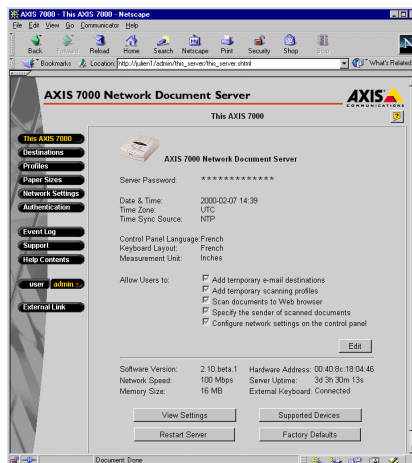 AXIS 7000 - This AXIS 7000 - Netscape
File Edit View Go Communicator Help
Back Forward Reload Home Search Netscape Print Security Shop Stop
Bookmarks Location: http://julien1/admin/this_server/this_server.shtml What's Related
AXIS 7000 Network Document Server
AXIS
COMMUNICATIONS
This AXIS 7000
This AXIS 7000
Destinations
Profiles
Paper Sizes
Network Settings
Authentication
Event Log
Support
Help Contents
user admin
External Link
AXIS 7000 Network Document Server
Server Password: * * * * * * * * * * * * *
Date & Time: 2000-02-07 14:39
Time Zone: UTC
Time Sync Source: NTP
Control Panel Language: French
Keyboard Layout: French
Measurement Unit: Inches
Allow Users to: Add temporary e-mail destinations
Add temporary scanning profiles
Scan documents to Web browser
Specify the sender of scanned documents
Configure network settings on the control panel
Edit
Software Version: 2.10.beta.1 Hardware Address: 00:40:8c:18:04:46
Network Speed: 100 Mbps Server Uptime: 3d 3h 30m 13s
Memory Size: 16 MB External Keyboard: Connected
View Settings Supported Devices
Restart Server Factory Defaults
Document: Done